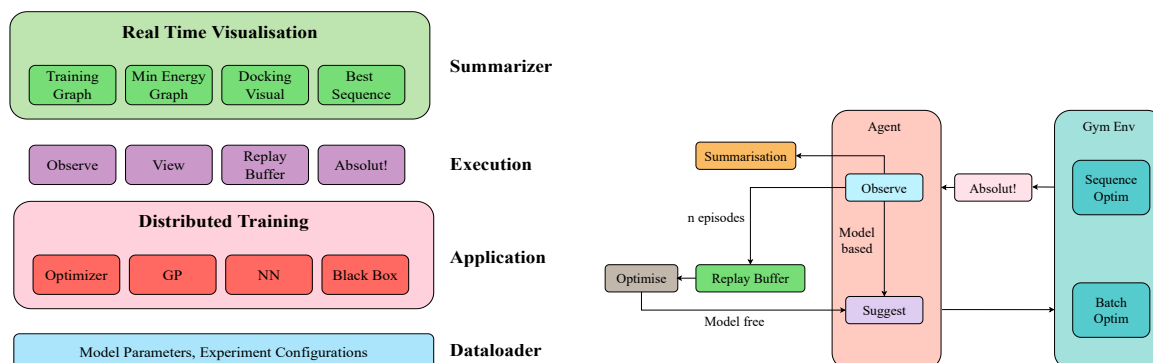 Real Time Visualisation
Training
Graph
Min Energy
Graph
Docking
Visual
Best
Sequence
Summarizer
Observe
View
Replay
Buffer
Absolut!
Execution
Distributed Training
Optimizer
GP
NN
Black Box
Application
Model Parameters, Experiment Configurations
Dataloader
Agent
Gym Env
Summarisation
Observe
Absolut!
Sequence
Optim
n episodes
Model
based
Optimise
Replay Buffer
Model free
Suggest
Batch
Optim